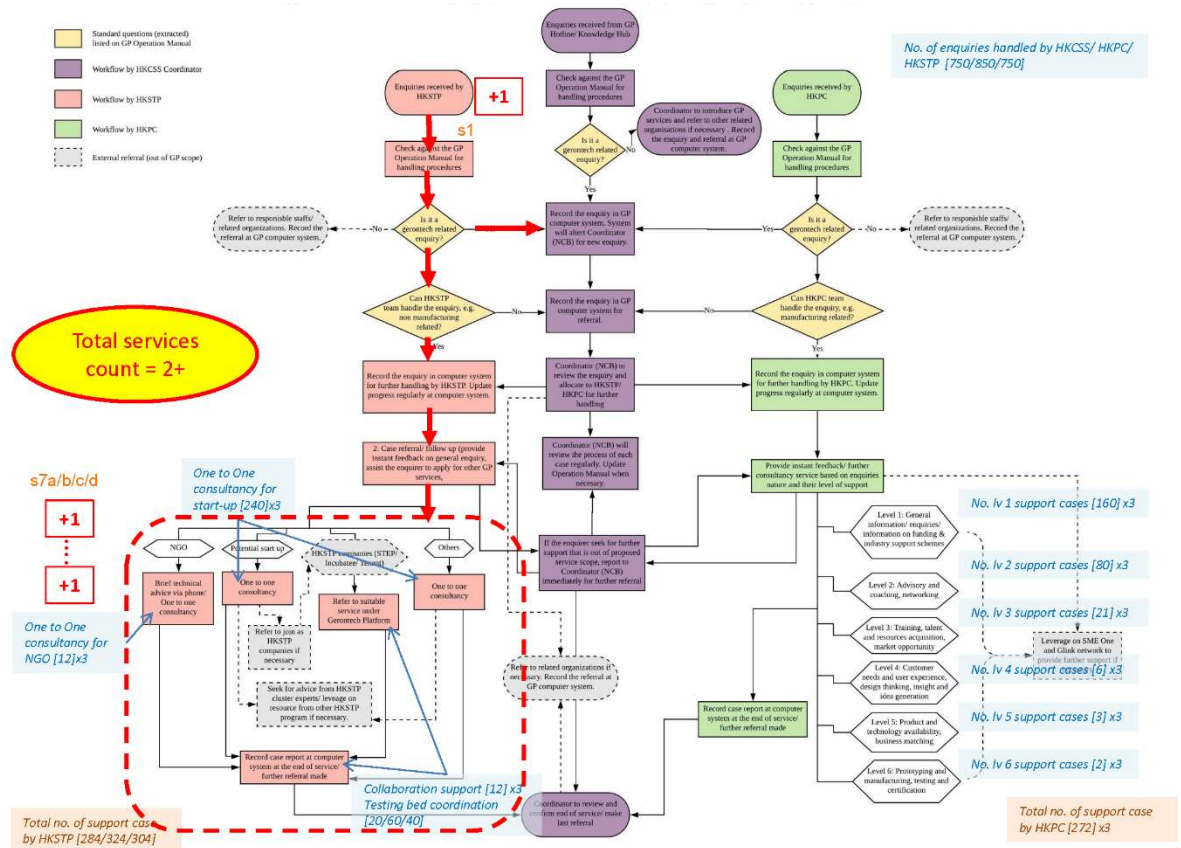 Standard questions (extracted)
listed on GP Operation Manual
Workflow by HKCSS Coordinator
Workflow by HKSTP
Workflow by HKPC
External referral (out of GP scope)
Enquiries received from GP
Hotline/ Knowledge Hub
No. of enquiries handled by HKCSS/ HKPC/
HKSTP [750/850/750]
Enquiries received by
HKSTP
+1
s1
Check against the GP
Operation Manual for
handling procedures
Enquiries received by
HKPC
Coordinator to introduce GP
services and refer to other related
organisations if necessary . Record
the enquiry and referral at GP
computer system.
Check against the GP
Operation Manual for
handling procedures
Is it a
gerontech related
enquiry?
No
Yes
Check against the GP
Operation Manual for
handling procedures
Refer to responsible staffs/
related organizations. Record the
referral at GP computer system.
No
Is it a
gerontech related
enquiry?
Record the enquiry in GP
computer system. System
will altert Coordinator
(NCB) for new enquiry.
Yes
Is it a
gerontech related
enquiry?
No
Refer to responsible staffs/
related organizations. Record the
referral at GP computer system.
Can HKSTP
team handle the enquiry, e.g.
non manufacturing
related?
No
Record the enquiry in GP
computer system for
referral.
No
Can HKPC team
handle the enquiry, e.g.
manufacturing related?
Total services
count = 2+
Yes
Yes
Record the enquiry in computer system
for further handling by HKSTP. Update
progress regularly at computer system.
Coordinator (NCB) to
review the enquiry and
allocate to HKSTP/
HKPC for further
handling
Record the enquiry in computer system
for further handling by HKPC. Update
progress regularly at computer system.
2. Case referral/ follow up (provide
instant feedback on general enquiry,
assist the enquirer to apply for other GP
services,
Coordinator (NCB) will
review the process of each
case regularly. Update
Operation Manual when
necesary.
Provide instant feedback/ further
consultancy service based on enquiries
nature and their level of support
s7a/b/c/d
+1
+1
One to One
consultancy for
start-up [240]x3
NGO
Potential start up
HKSTP companies (STEP/
Incubatee/ Tenant)
Others
Brief technical
advice via phone/
One to one
consultancy
One to one
consultancy
Refer to suitable
service under
Gerontech Platform
One to one
consultancy
One to One
consultancy for
NGO [12]x3
Refer to join as
HKSTP
companies if
necessary
Seek for advice from HKSTP
cluster experts/ leverage on
resource from other HKSTP
program if necessary.
Record case report at computer
system at the end of service/
further referral made
Collaboration support [12] x3
Testing bed coordination
[20/60/40]
Total no. of support case
by HKSTP [284/324/304]
If the enquirer seek for further
support that is out of proposed
service scope, report to
Coordinator (NCB)
immediately for further referral
Refer to related organizations if
necessary. Record the referral at
GP computer system.
Coordinator to review and
confirm end of service/ make
last referral
Record case report at computer
system at the end of service/
further referral made
Level 1: General
information/ enquiries/
information on funding &
industry support schemes
Level 2: Advisory and
coaching, networking
Level 3: Training, talent
and resources acquisition,
market opportunity
Level 4: Customer
needs and user experience,
design thinking, insight and
idea generation
Level 5: Product and
technology availability,
business matching
Level 6: Prototyping and
manufacturing, testing and
certification
No. lv 1 support cases [160] x3
No. lv 2 support cases [80] x3
No. lv 3 support cases [21] x3
Leverage on SME One
and Glink network to
provide further support if
No. lv 4 support cases [6] x3
No. lv 5 support cases [3] x3
No. lv 6 support cases [2] x3
Total no. of support case
by HKPC [272] x3